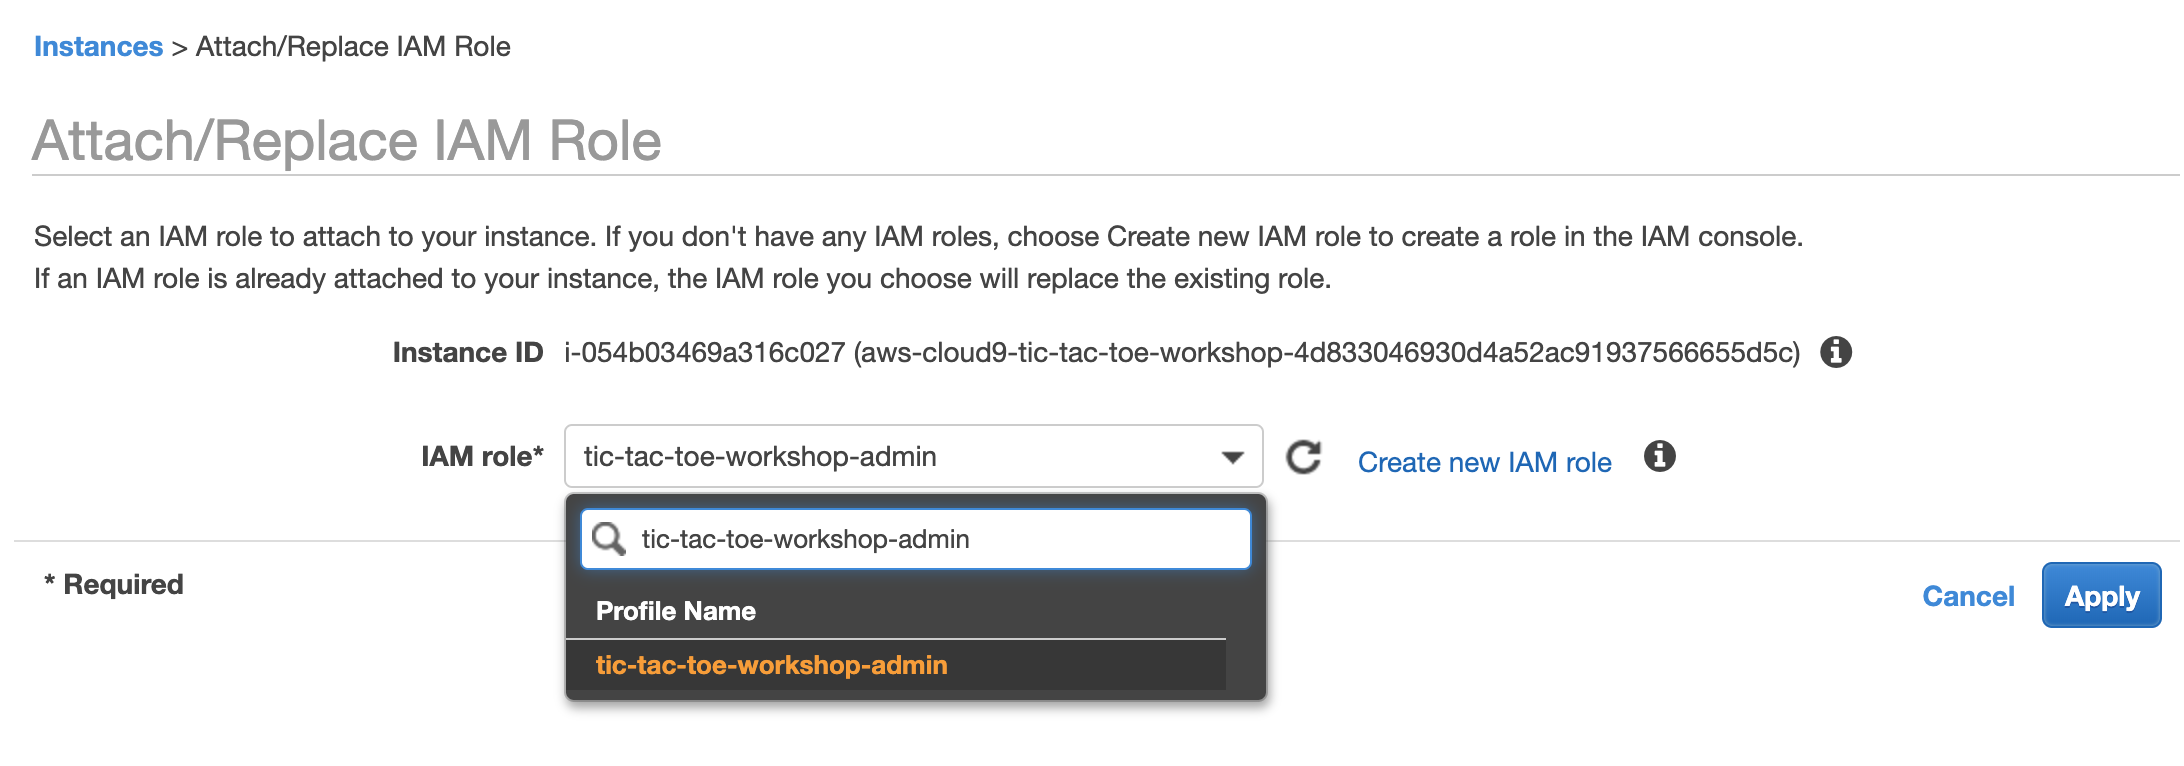 Instances > Attach/Replace IAM Role
Attach/Replace IAM Role
Select an IAM role to attach to your instance. If you don't have any IAM roles, choose Create new IAM role to create a role in the IAM console.
If an IAM role is already attached to your instance, the IAM role you choose will replace the existing role.
Instance ID i-054b03469a316c027 (aws-cloud9-tic-tac-toe-workshop-4d833046930d4a52ac91937566655d5c)
IAM role* tic-tac-toe-workshop-admin Create new IAM role
tic-tac-toe-workshop-admin
* Required
Cancel Apply
Profile Name
tic-tac-toe-workshop-admin